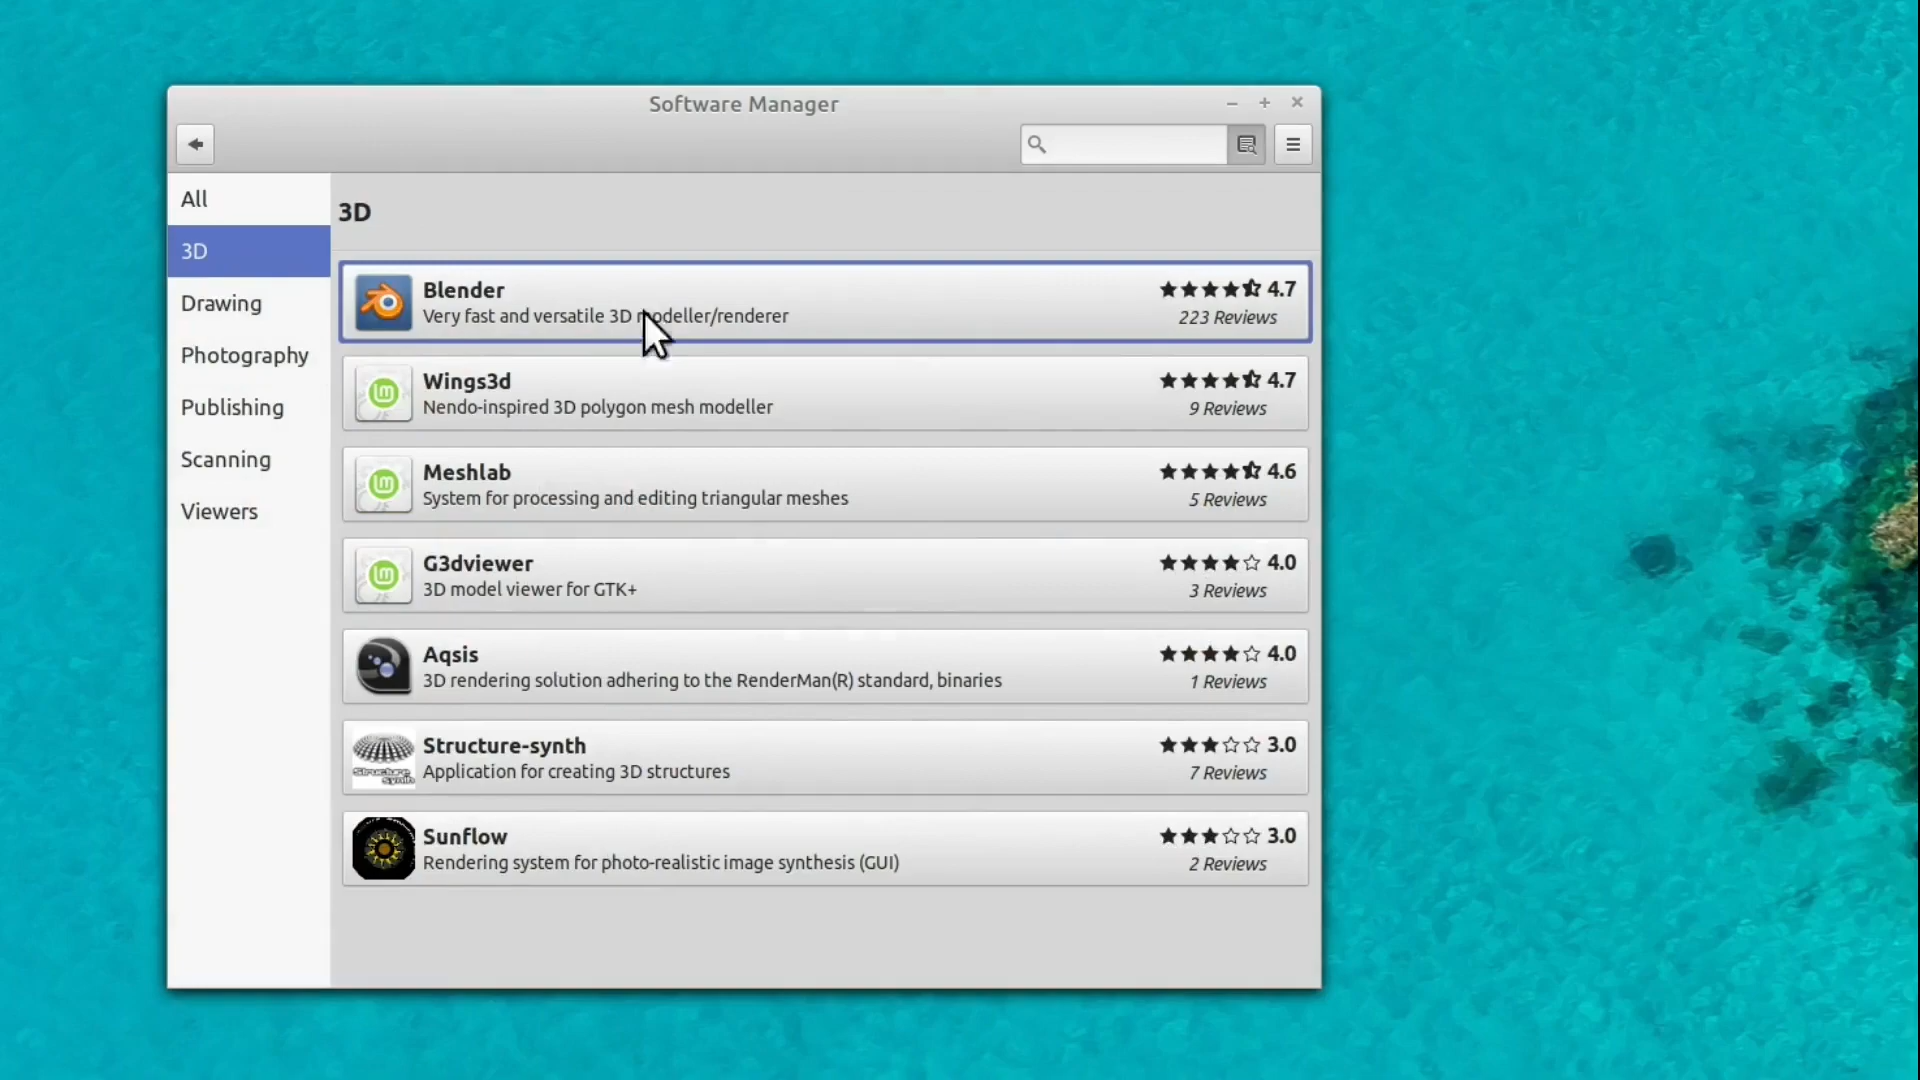 Software Manager
All
3D
Drawing
Photography
Publishing
Scanning
Viewers
3D
Blender
Very fast and versatile 3D modeller/renderer
4.7
223 Reviews
Wings3d
Nendo-inspired 3D polygon mesh modeller
4.7
9 Reviews
Meshlab
System for processing and editing triangular meshes
4.6
5 Reviews
G3dviewer
3D model viewer for GTK+
4.0
3 Reviews
Aqsis
3D rendering solution adhering to the RenderMan(R) standard, binaries
4.0
1 Reviews
Structure-synth
Application for creating 3D structures
3.0
7 Reviews
Structure
Synth
Sunflow
Rendering system for photo-realistic image synthesis (GUI)
3.0
2 Reviews